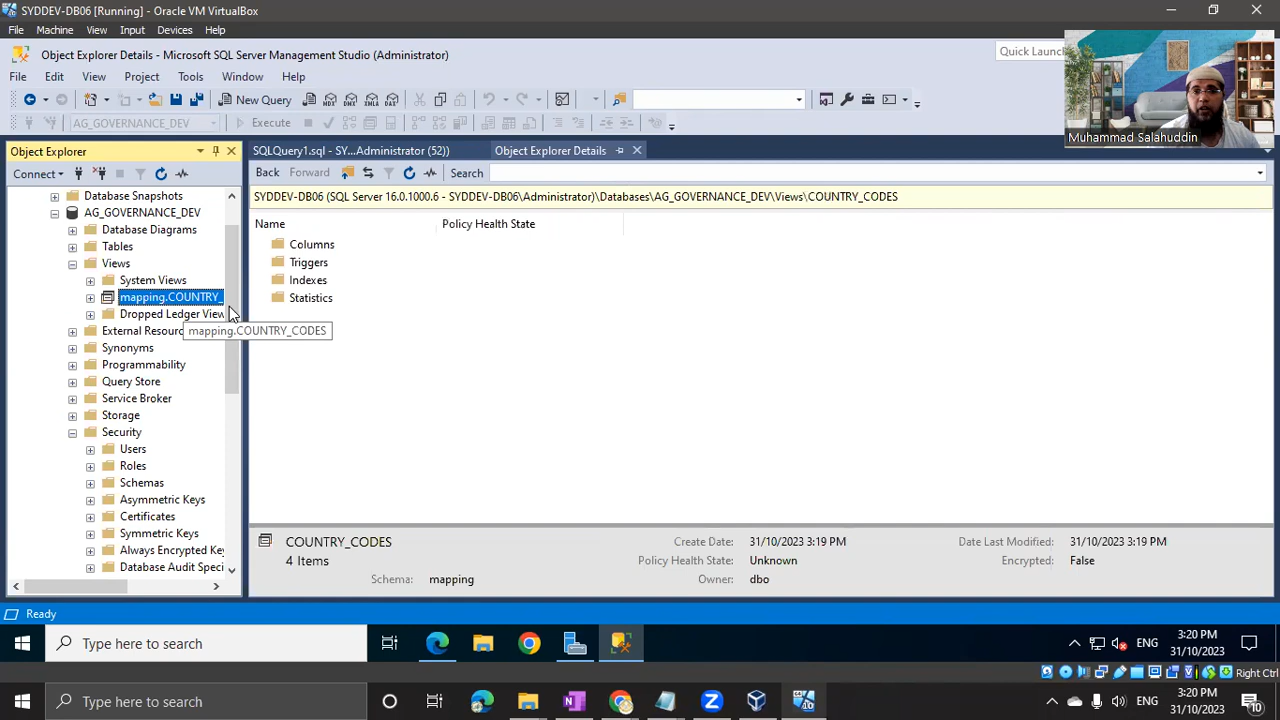 SYDDEV-DB06 [Running] - Oracle VM VirtualBox
File Machine View Input Devices Help
Object Explorer Details - Microsoft SQL Server Management Studio (Administrator)
Quick Launch
File Edit View Project Tools Window Help
New Query
AG_GOVERNANCE_DEV
Execute
Muhammad Salahuddin
Object Explorer
SQLQuery1.sql - SY...Administrator (52))
Object Explorer Details
Connect
Back Forward
Search
SYDDEV-DB06 (SQL Server 16.0.1000.6 - SYDDEV-DB06\Administrator)\Databases\AG_GOVERNANCE_DEV\Views\COUNTRY_CODES
Database Snapshots
AG_GOVERNANCE_DEV
Database Diagrams
Tables
Views
System Views
mapping.COUNTRY_
Dropped Ledger View
External Resourc
mapping.COUNTRY_CODES
Synonyms
Programmability
Query Store
Service Broker
Storage
Security
Users
Roles
Schemas
Asymmetric Keys
Certificates
Symmetric Keys
Always Encrypted Key
Database Audit Speci
Name Policy Health State
Columns
Triggers
Indexes
Statistics
COUNTRY_CODES
4 Items
Create Date: 31/10/2023 3:19 PM
Date Last Modified: 31/10/2023 3:19 PM
Policy Health State: Unknown
Encrypted: False
Schema: mapping
Owner: dbo
Ready
Type here to search
ENG
3:20 PM
31/10/2023
Right Ctrl
Type here to search
ENG
3:20 PM
31/10/2023
10